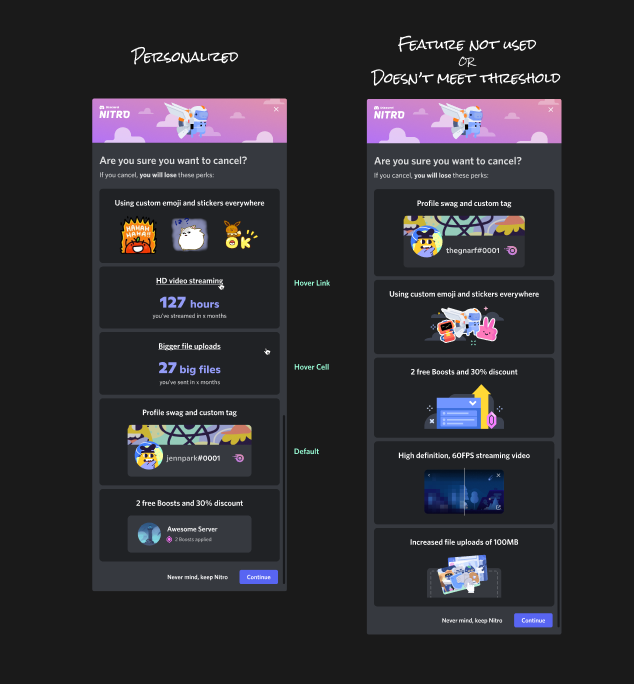 Personalized
Feature not used
or
Doesn't meet threshold
NITRO
Are you sure you want to cancel?
If you cancel, you will lose these perks:
Using custom emoji and stickers everywhere
HAHAH
HAHA
OK
HD video streaming
127 hours
you've streamed in x months
Bigger file uploads
27 big files
you've sent in x months
Profile swag and custom tag
jennpark#0001
2 free Boosts and 30% discount
Awesome Server
2 Boosts applied
Never mind, keep Nitro
Continue
Hover Link
Hover Cell
Default
NITRO
Are you sure you want to cancel?
If you cancel, you will lose these perks:
Profile swag and custom tag
thegnarf#0001
Using custom emoji and stickers everywhere
2 free Boosts and 30% discount
High definition, 60FPS streaming video
Increased file uploads of 100MB
Never mind, keep Nitro
Continue